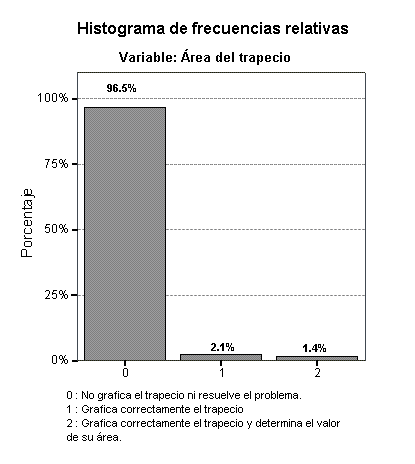 Histograma de frecuencias relativas
Variable: Área del trapecio
96.5%
100%
75%
50%
25%
0%
Porcentaje
2.1%
1.4%
0
1
2
0 : No grafica el trapecio ni resuelve el problema.
1 : Grafica correctamente el trapecio
2 : Grafica correctamente el trapecio y determina el valor
de su área.